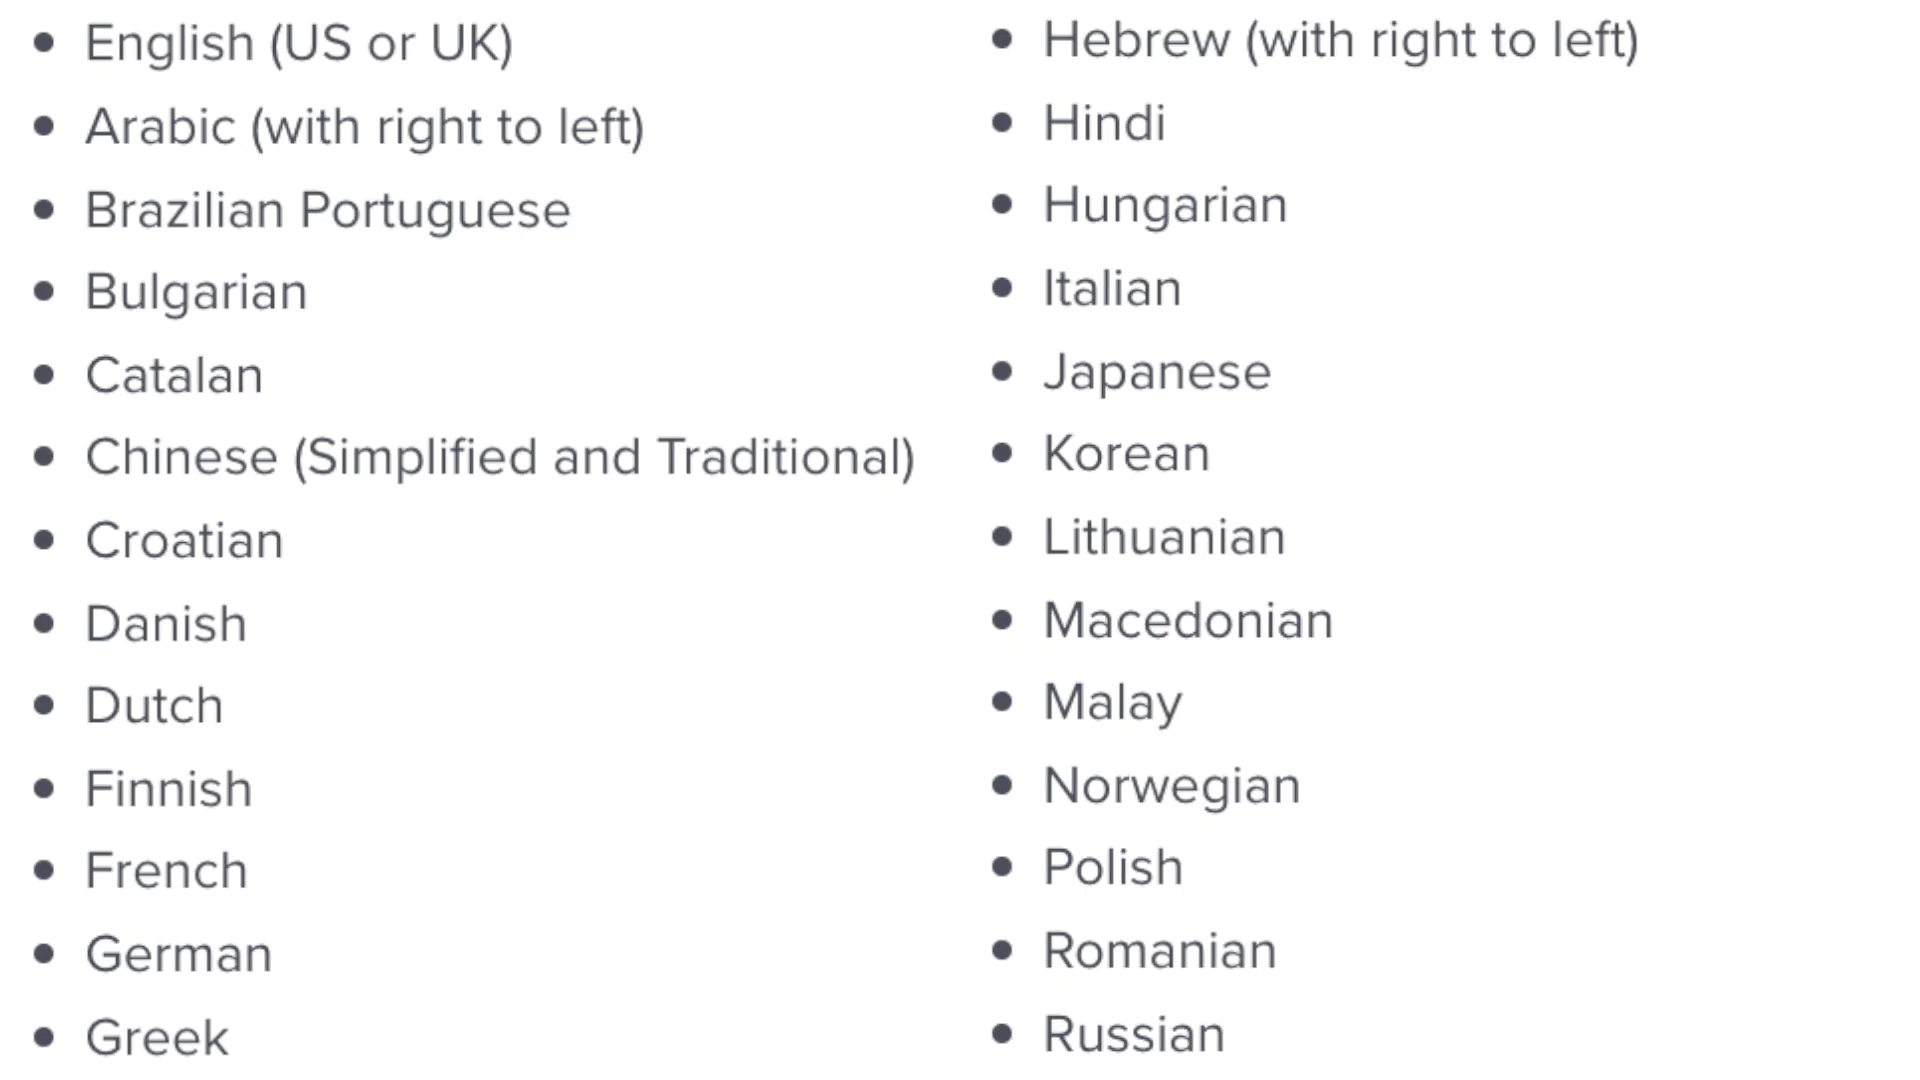 English (US or UK)
Arabic (with right to left)
Brazilian Portuguese
Bulgarian
Catalan
Chinese (Simplified and Traditional)
Croatian
Danish
Dutch
Finnish
French
German
Greek
Hebrew (with right to left)
Hindi
Hungarian
Italian
Japanese
Korean
Lithuanian
Macedonian
Malay
Norwegian
Polish
Romanian
Russian